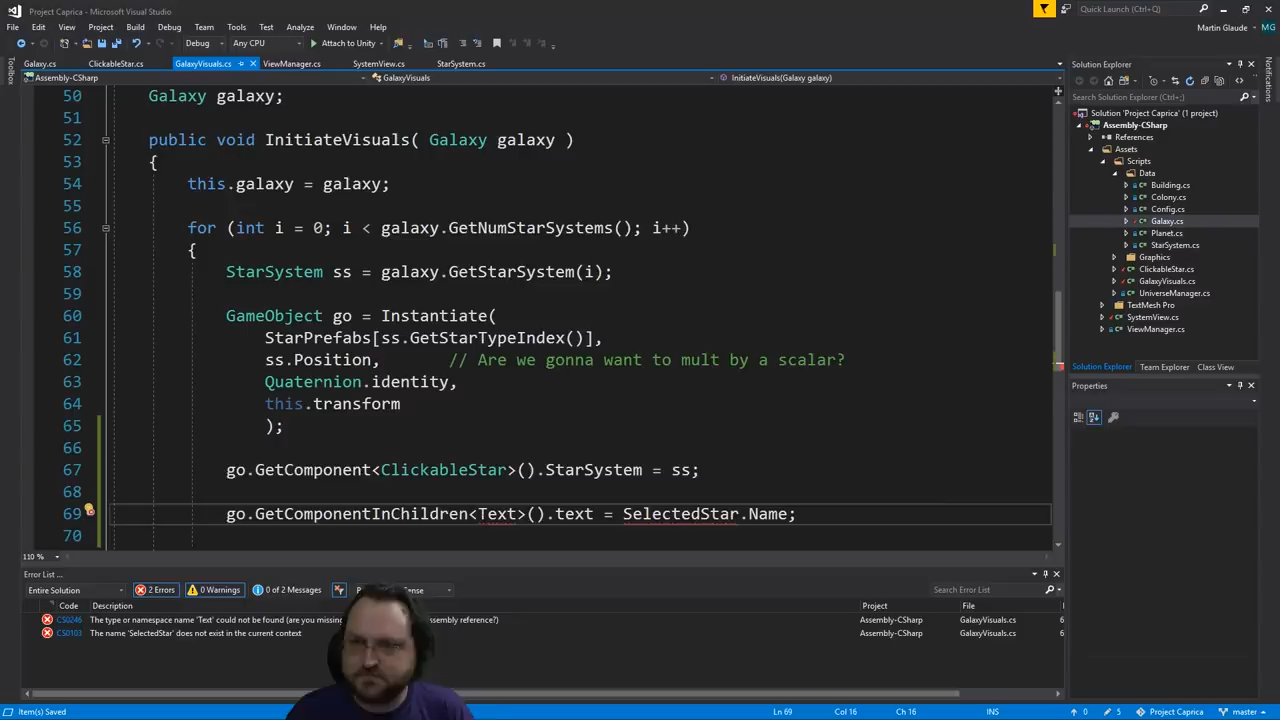 Project Caprica - Microsoft Visual Studio
Quick Launch (Ctrl+Q)
File Edit View Project Build Debug Team Tools Test Analyze Window Help
Martin Glaude MG
Debug Any CPU Attach to Unity
Toolbox
Galaxy.cs ClickableStar.cs GalaxyVisuals.cs ViewManager.cs SystemView.cs StarSystem.cs
Assembly-CSharp GalaxyVisuals InitiateVisuals(Galaxy galaxy)
50 Galaxy galaxy;
51
52 public void InitiateVisuals( Galaxy galaxy )
53 {
54 this.galaxy = galaxy;
55
56 for (int i = 0; i < galaxy.GetNumStarSystems(); i++)
57 {
58 StarSystem ss = galaxy.GetStarSystem(i);
59
60 GameObject go = Instantiate(
61 StarPrefabs[ss.GetStarTypeIndex()],
62 ss.Position, // Are we gonna want to mult by a scalar?
63 Quaternion.identity,
64 this.transform
65 );
66
67 go.GetComponent<ClickableStar>().StarSystem = ss;
68
69 go.GetComponentInChildren<Text>().text = SelectedStar.Name;
70
110 %
Solution Explorer
Search Solution Explorer (Ctrl+;)
Solution 'Project Caprica' (1 project)
Assembly-CSharp
References
Assets
Scripts
Data
Building.cs
Colony.cs
Config.cs
Galaxy.cs
Planet.cs
StarSystem.cs
Graphics
ClickableStar.cs
GalaxyVisuals.cs
UniverseManager.cs
TextMesh Pro
SystemView.cs
ViewManager.cs
Solution Explorer Team Explorer Class View
Properties
Notifications
Error List ...
Entire Solution 2 Errors 0 Warnings 0 of 2 Messages
Search Error List
Code Description Project File
CS0246 The type or namespace name 'Text' could not be found (are you missing
Assembly-CSharp GalaxyVisuals.cs 6
CS0103 The name 'SelectedStar' does not exist in the current context Assembly-CSharp GalaxyVisuals.cs 6
Item(s) Saved Ln 69 Col 16 Ch 16 INS 0 5 Project Caprica master